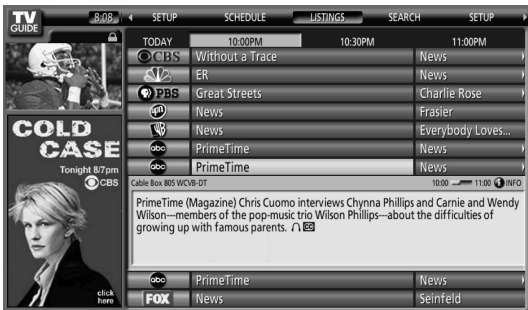 TV
GUIDE
8:08
SETUP SCHEDULE LISTINGS SEARCH SETUP
TODAY 10:00PM 10:30PM 11:00PM
CBS Without a Trace News
ER News
PBS Great Streets Charlie Rose
upn News Frasier
WB News Everybody Loves...
abc PrimeTime News
abc PrimeTime News
Cable Box 805 WCVB-DT 10:00 11:00 i INFO
PrimeTime (Magazine) Chris Cuomo interviews Chynna Phillips and Carnie and Wendy
Wilson---members of the pop-music trio Wilson Phillips---about the difficulties of
growing up with famous parents. CC
abc PrimeTime News
FOX News Seinfeld
COLD
CASE
Tonight 8/7pm
CBS
click
here